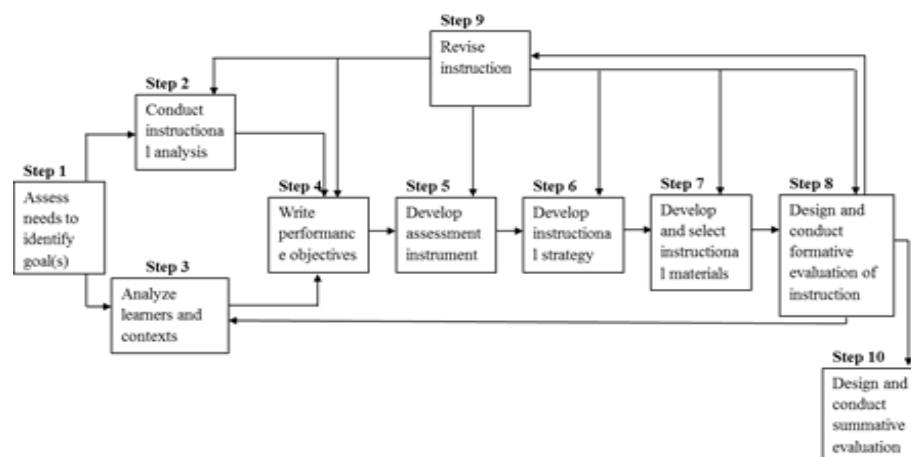 Step 1
Assess
needs to
identify
goal(s)
Step 2
Conduct
instructiona
l analysis
Step 3
Analyze
learners and
contexts
Step 4
Write
performanc
e objectives
Step 5
Develop
assessment
instrument
Step 6
Develop
instructiona
l strategy
Step 7
Develop
and select
instructiona
l materials
Step 8
Design and
conduct
formative
evaluation of
instruction
Step 9
Revise
instruction
Step 10
Design and
conduct
summative
evaluation